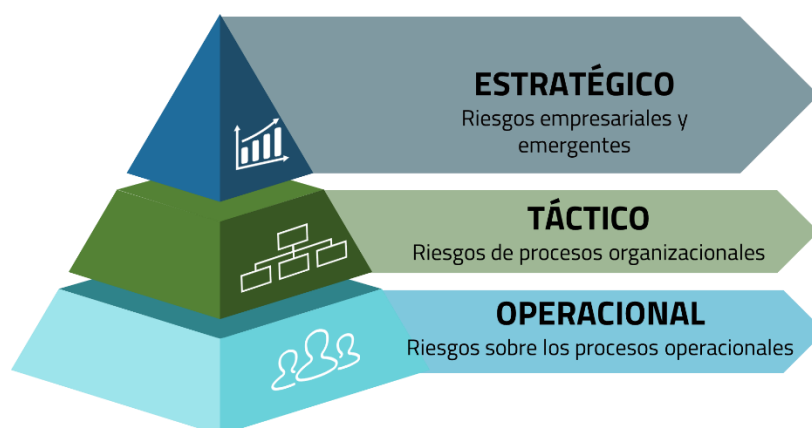 ESTRATÉGICO
Riesgos empresariales y
emergentes
TÁCTICO
Riesgos de procesos organizacionales
OPERACIONAL
Riesgos sobre los procesos operacionales